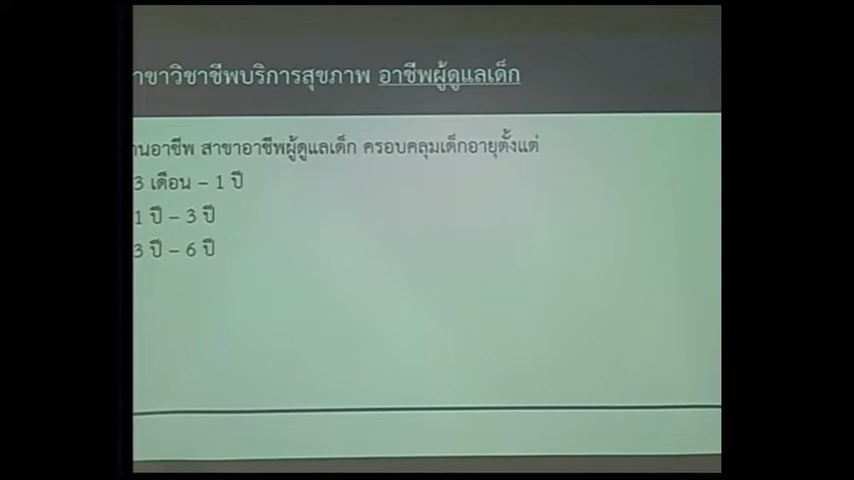 าขาวิชาชีพบริการสุขภาพ อาชีพผู้ดูแลเด็ก
านอาชีพ สาขาอาชีพผู้ดูแลเด็ก ครอบคลุมเด็กอายุตั้งแต่
3 เดือน – 1 ปี
1 ปี – 3 ปี
3 ปี – 6 ปี